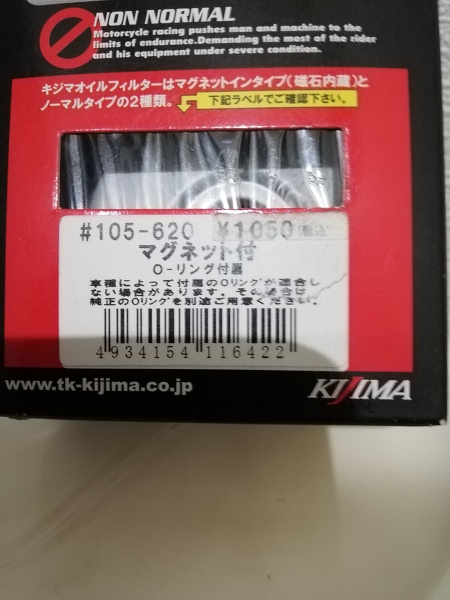 NON NORMAL
Motorcycle racing pushes man and machine to the
limits of endurance.Demanding the most of the rider
and his equipment under severe condition.
キジマオイルフィルターはマグネットインタイプ(磁石内蔵)と
ノーマルタイプの2種類。 下記ラベルでご確認下さい。
#105-620 ¥1050(税込)
マグネット付
O-リング付属
車種によって付属のOリングが適合し
ない場合があります。その場合は
純正のOリングを別途ご用意ください。
4 934154 116422
www.tk-kijima.co.jp
KIJIMA